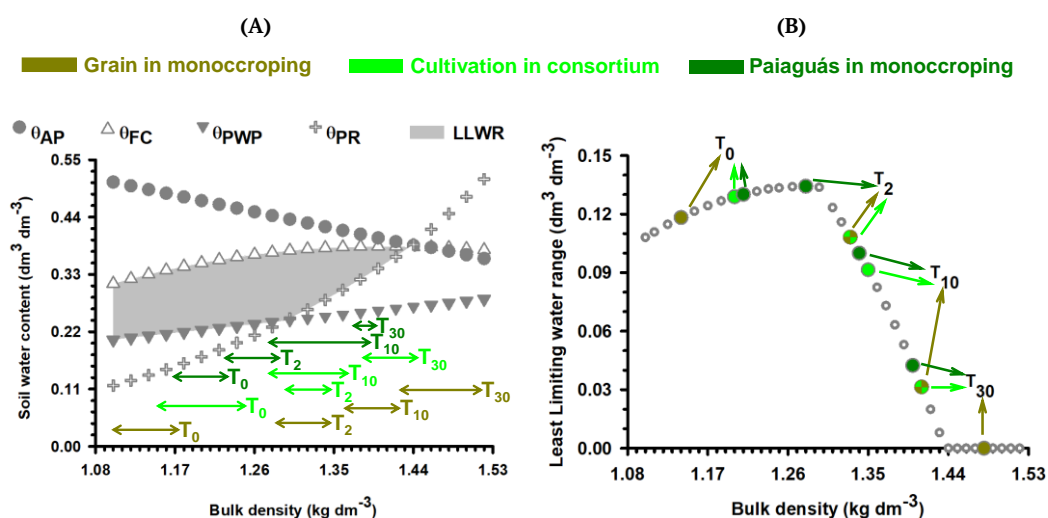 (A) (B)
Grain in monoccroping Cultivation in consortium Paiaguás in monoccroping
θAP θFC θPWP θPR LLWR
Soil water content (dm³ dm⁻³)
0.55
0.44
0.33
0.22
0.11
0.00
T30
T10
T2 T30
T0 T10
T2 T30
T0 T10
T0 T2
1.08 1.17 1.26 1.35 1.44 1.53
Bulk density (kg dm⁻³)
Least Limiting water range (dm³ dm⁻³)
0.15
0.12
0.09
0.06
0.03
0.00
T0
T2
T10
T30
1.08 1.17 1.26 1.35 1.44 1.53
Bulk density (kg dm⁻³)